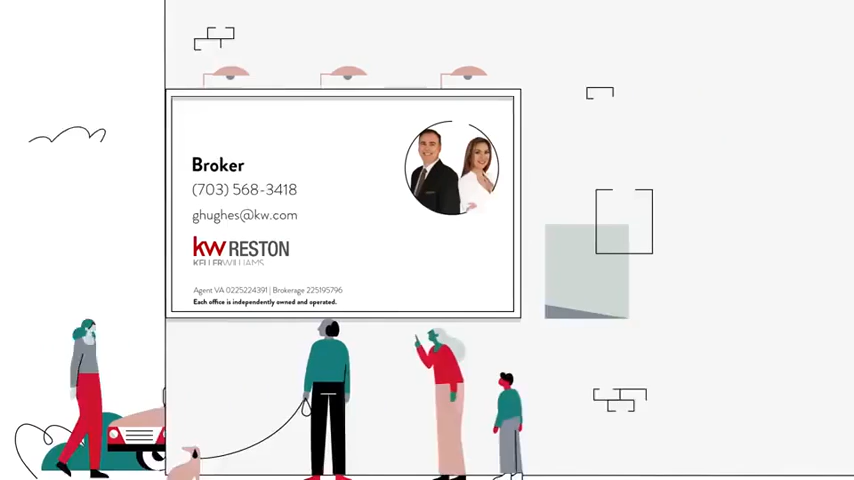 Broker
(703) 568-3418
ghughes@kw.com
kw RESTON
KELLERWILLIAMS
Agent VA 0225224391 | Brokerage 225195796
Each office is independently owned and operated.